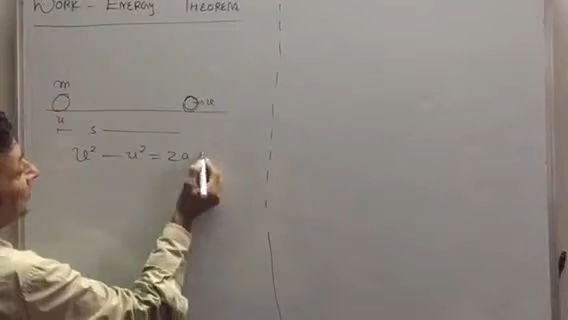 WORK - ENERGY THEOREM
m
v
u
s
v² - u² = 2a